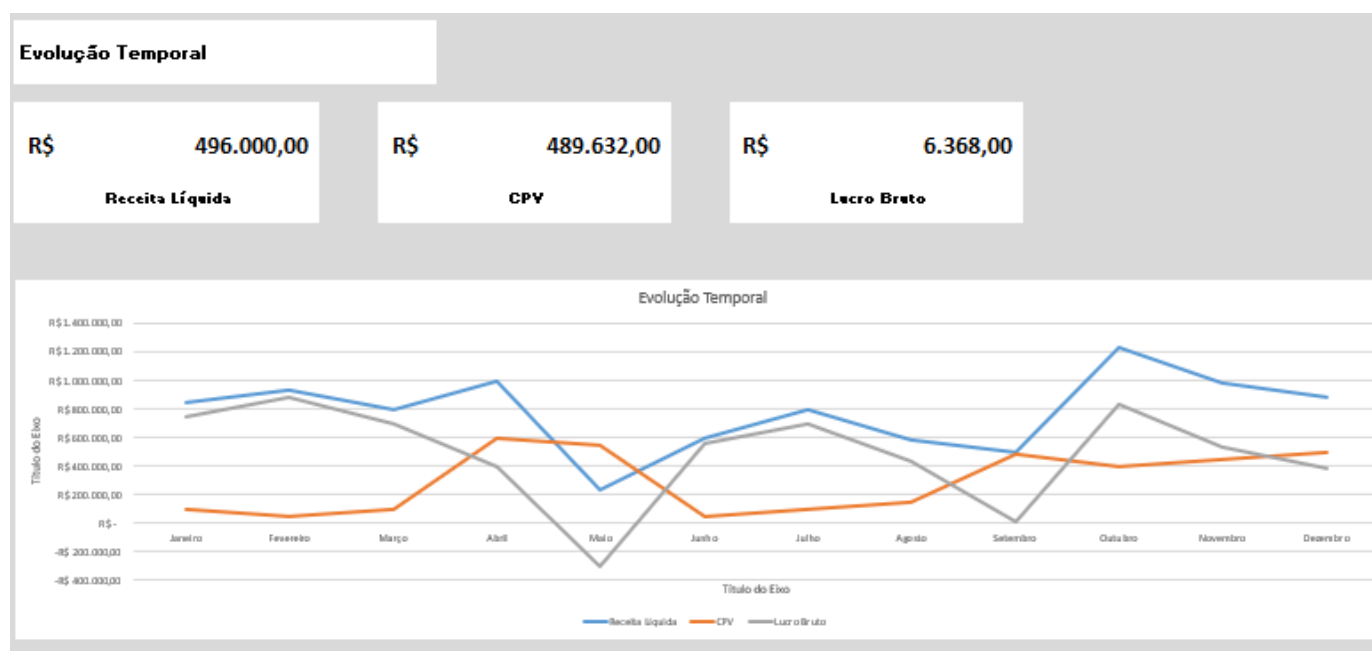 Evolução Temporal
R$ 496.000,00
Receita Líquida
R$ 489.632,00
CPV
R$ 6.368,00
Lucro Bruto
Evolução Temporal
R$1.400.000,00
R$1.200.000,00
R$1.000.000,00
R$800.000,00
R$600.000,00
R$400.000,00
R$200.000,00
R$-
-R$ 200.000,00
-R$ 400.000,00
Título do Eixo
Janeiro Fevereiro Março Abril Maio Junho Julho Agosto Setembro Outubro Novembro Dezembro
Título do Eixo
Receita Líquida CPV Lucro Bruto